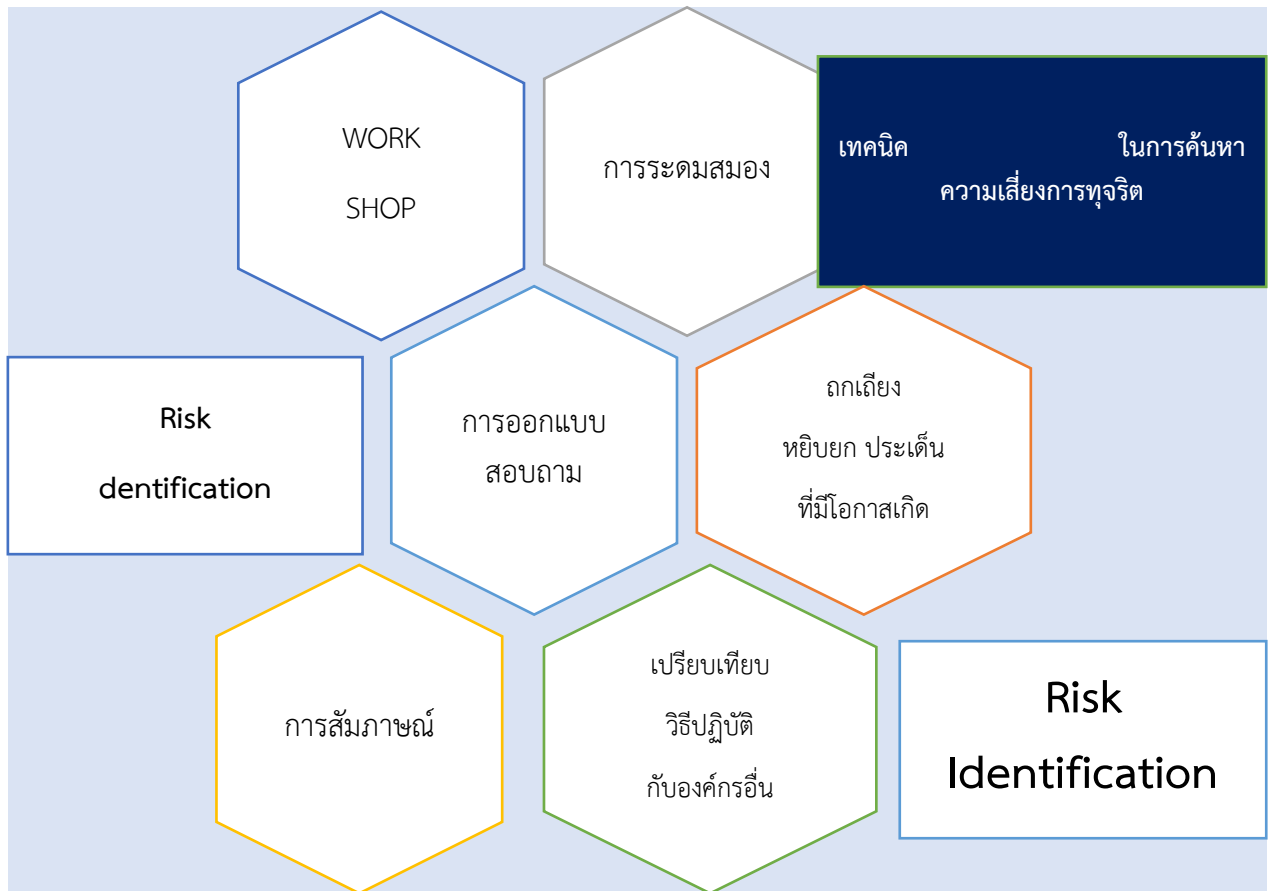 WORK
SHOP
การระดมสมอง
เทคนิค ในการค้นหา
ความเสี่ยงการทุจริต
Risk
dentification
การออกแบบ
สอบถาม
ถกเถียง
หยิบยก ประเด็น
ที่มีโอกาสเกิด
การสัมภาษณ์
เปรียบเทียบ
วิธีปฏิบัติ
กับองค์กรอื่น
Risk
Identification